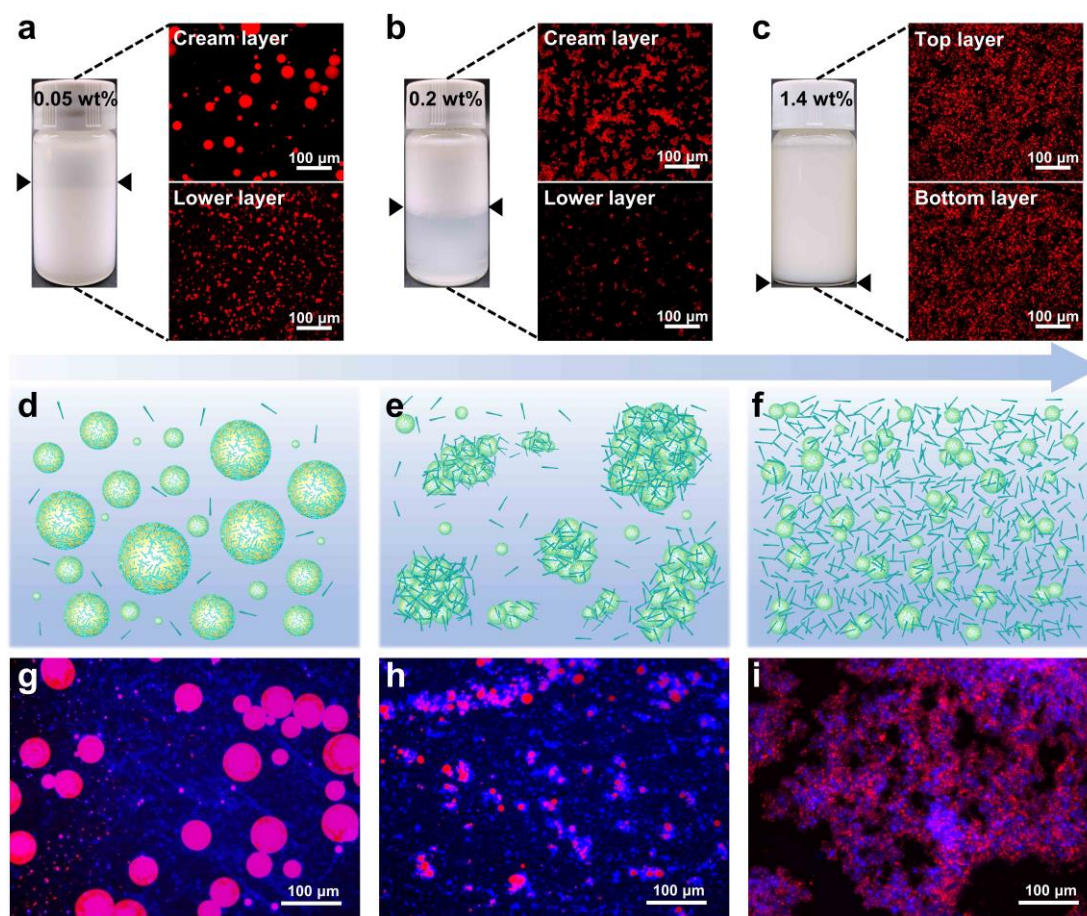 a
0.05 wt%
Cream layer
100 µm
Lower layer
100 µm
b
0.2 wt%
Cream layer
100 µm
Lower layer
100 µm
c
1.4 wt%
Top layer
100 µm
Bottom layer
100 µm
d
e
f
g
100 µm
h
100 µm
i
100 µm